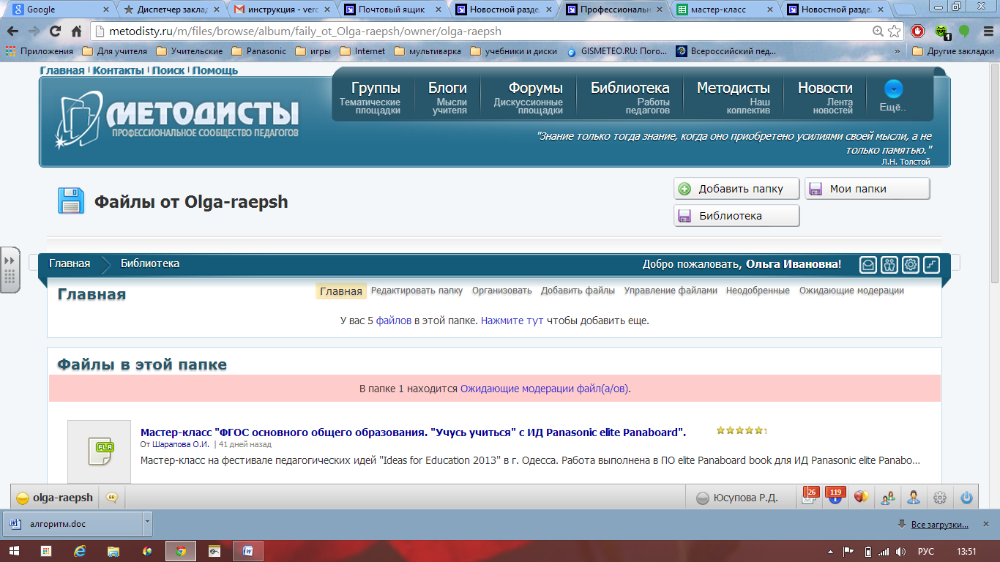 Google
Диспетчер заклад
инструкция - verc
Почтовый ящик
Новостной разде
Профессиональн
мастер-класс
Новостной разде
metodisty.ru/m/files/browse/album/faily_ot_Olga-raepsh/owner/olga-raepsh
1
Приложения Для учителя Учительские Panasonic игры Internet мультиварка учебники и диски GISMETEO.RU: Пого... Всероссийский пед... » Другие закладки
Главная Контакты Поиск Помощь
Группы Блоги Форумы Библиотека Методисты Новости
Тематические Мысли Дискуссионные Работы Наш Лента Ещё..
площадки учителя площадки педагогов коллектив новостей
МЕТОДИСТЫ
ПРОФЕССИОНАЛЬНОЕ СООБЩЕСТВО ПЕДАГОГОВ
"Знание только тогда знание, когда оно приобретено усилиями своей мысли, а не
только памятью."
Л.Н. Толстой
Файлы от Olga-raepsh
Добавить папку Мои папки
Библиотека
Главная Библиотека Добро пожаловать, Ольга Ивановна!
Главная
Главная Редактировать папку Организовать Добавить файлы Управление файлами Неодобренные Ожидающие модерации
У вас 5 файлов в этой папке. Нажмите тут чтобы добавить еще.
Файлы в этой папке
В папке 1 находится Ожидающие модерации файл(а/ов).
FLA
Мастер-класс "ФГОС основного общего образования. "Учусь учиться" с ИД Panasonic elite Panaboard".
От Шарапова О.И. | 41 дней назад
Мастер-класс на фестивале педагогических идей "Ideas for Education 2013" в г. Одесса. Работа выполнена в ПО elite Panaboard book для ИД Panasonic elite Panabo...
olga-raepsh Юсупова Р.Д. 26 119
алгоритм.doc Все загрузки...
РУС 13:51